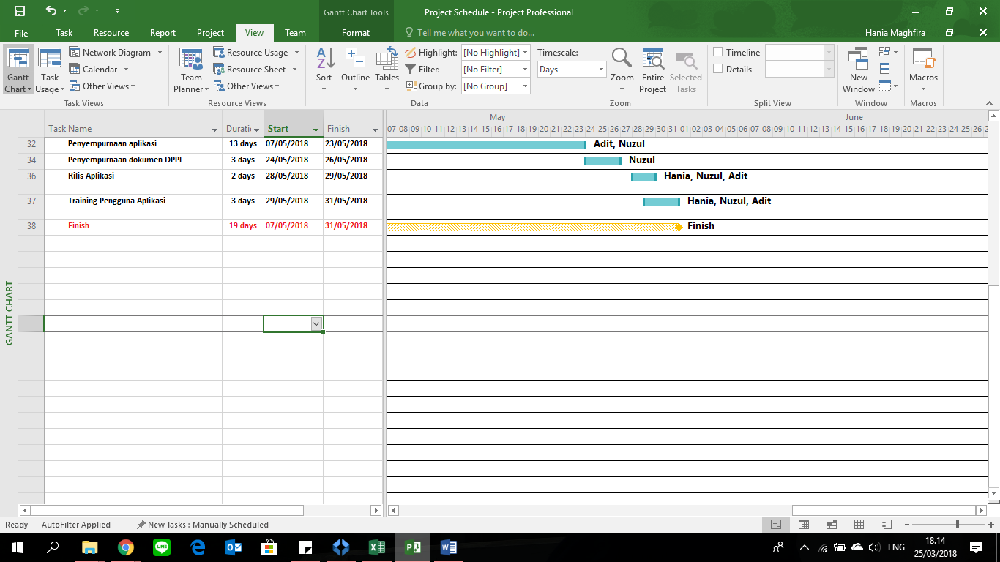 Gantt Chart Tools
Project Schedule - Project Professional
File Task Resource Report Project View Team Format Tell me what you want to do... Hania Maghfira
Gantt Chart
Task Usage
Network Diagram
Calendar
Other Views
Task Views
Team Planner
Resource Usage
Resource Sheet
Other Views
Resource Views
Sort
Outline
Tables
Highlight: [No Highlight]
Filter: [No Filter]
Group by: [No Group]
Data
Timescale:
Days
Zoom
Entire Project
Selected Tasks
Zoom
Timeline
Details
Split View
New Window
Window
Macros
Macros
May June
Task Name Durati Start Finish 07 08 09 10 11 12 13 14 15 16 17 18 19 20 21 22 23 24 25 26 27 28 29 30 31 01 02 03 04 05 06 07 08 09 10 11 12 13 14 15 16 17 18 19 20 21 22 23 24 25 26 2
32 Penyempurnaan aplikasi 13 days 07/05/2018 23/05/2018 Adit, Nuzul
34 Penyempurnaan dokumen DPPL 3 days 24/05/2018 26/05/2018 Nuzul
36 Rilis Aplikasi 2 days 28/05/2018 29/05/2018 Hania, Nuzul, Adit
37 Training Pengguna Aplikasi 3 days 29/05/2018 31/05/2018 Hania, Nuzul, Adit
38 Finish 19 days 07/05/2018 31/05/2018 Finish
GANTT CHART
Ready AutoFilter Applied New Tasks : Manually Scheduled
LINE
ENG
18.14
25/03/2018